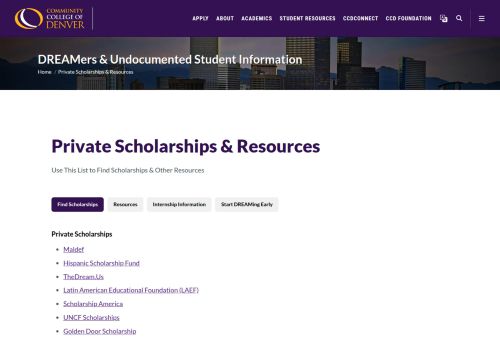 COMMUNITY
COLLEGE OF
DENVER
APPLY ABOUT ACADEMICS STUDENT RESOURCES CCDCONNECT CCD FOUNDATION
DREAMers & Undocumented Student Information
Home / Private Scholarships & Resources
Private Scholarships & Resources
Use This List to Find Scholarships & Other Resources
Find Scholarships Resources Internship Information Start DREAMing Early
Private Scholarships
Maldef
Hispanic Scholarship Fund
TheDream.Us
Latin American Educational Foundation (LAEF)
Scholarship America
UNCF Scholarships
Golden Door Scholarship